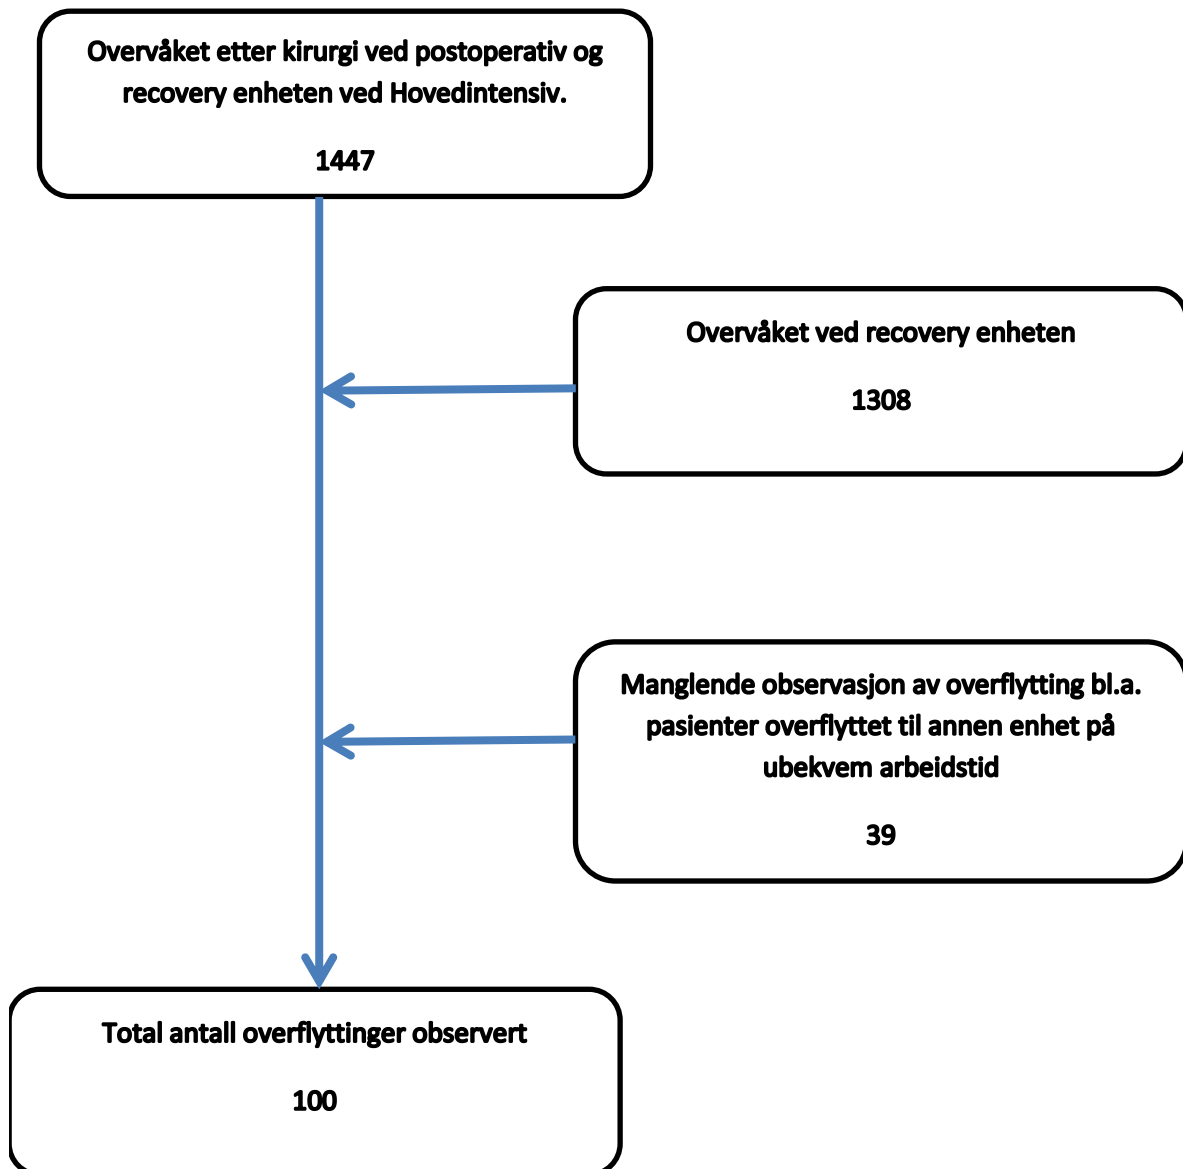 Overvåket etter kirurgi ved postoperativ og
recovery enheten ved Hovedintensiv.
1447
Overvåket ved recovery enheten
1308
Manglende observasjon av overflytting bl.a.
pasienter overflyttet til annen enhet på
ubekvem arbeidstid
39
Total antall overflyttinger observert
100